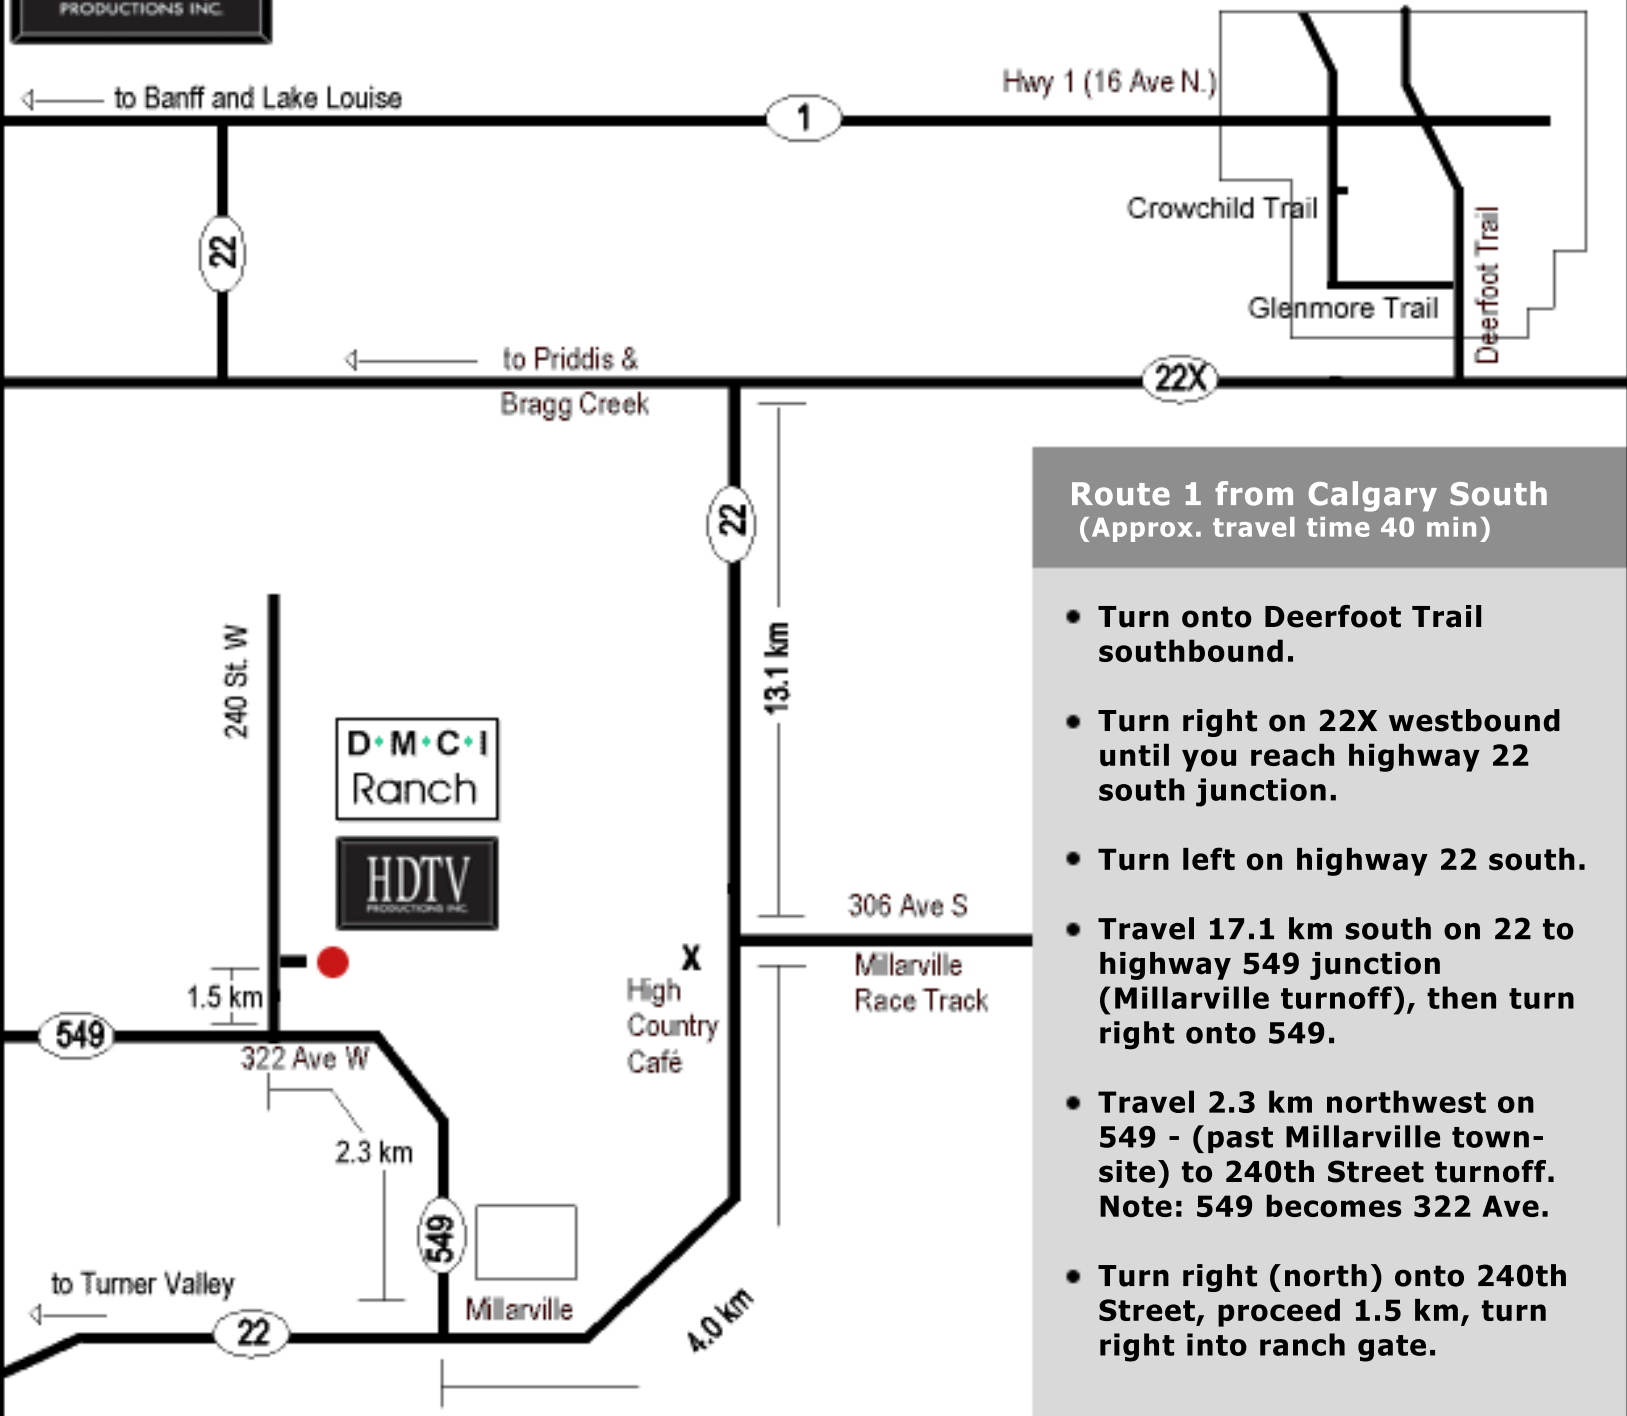 PRODUCTIONS INC.
to Banff and Lake Louise
1
Hwy 1 (16 Ave N.)
22
Crowchild Trail
Glenmore Trail
Deerfoot Trail
to Priddis &
Bragg Creek
22X
22
13.1 km
240 St. W
D·M·C·I
Ranch
HDTV
PRODUCTIONS INC.
306 Ave S
Millarville
Race Track
X
High
Country
Café
1.5 km
549
322 Ave W
2.3 km
549
Millarville
to Turner Valley
22
4.0 km
Route 1 from Calgary South
(Approx. travel time 40 min)
• Turn onto Deerfoot Trail
southbound.
• Turn right on 22X westbound
until you reach highway 22
south junction.
• Turn left on highway 22 south.
• Travel 17.1 km south on 22 to
highway 549 junction
(Millarville turnoff), then turn
right onto 549.
• Travel 2.3 km northwest on
549 - (past Millarville town-
site) to 240th Street turnoff.
Note: 549 becomes 322 Ave.
• Turn right (north) onto 240th
Street, proceed 1.5 km, turn
right into ranch gate.